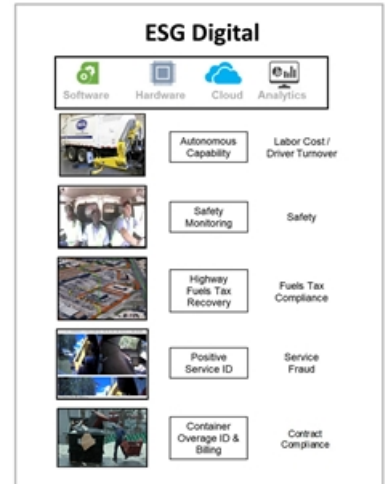 ESG Digital
Software Hardware Cloud Analytics
Autonomous
Capability
Labor Cost /
Driver Turnover
Safety
Monitoring
Safety
Highway
Fuels Tax
Recovery
Fuels Tax
Compliance
Positive
Service ID
Service
Fraud
Container
Overage ID &
Billing
Contract
Compliance